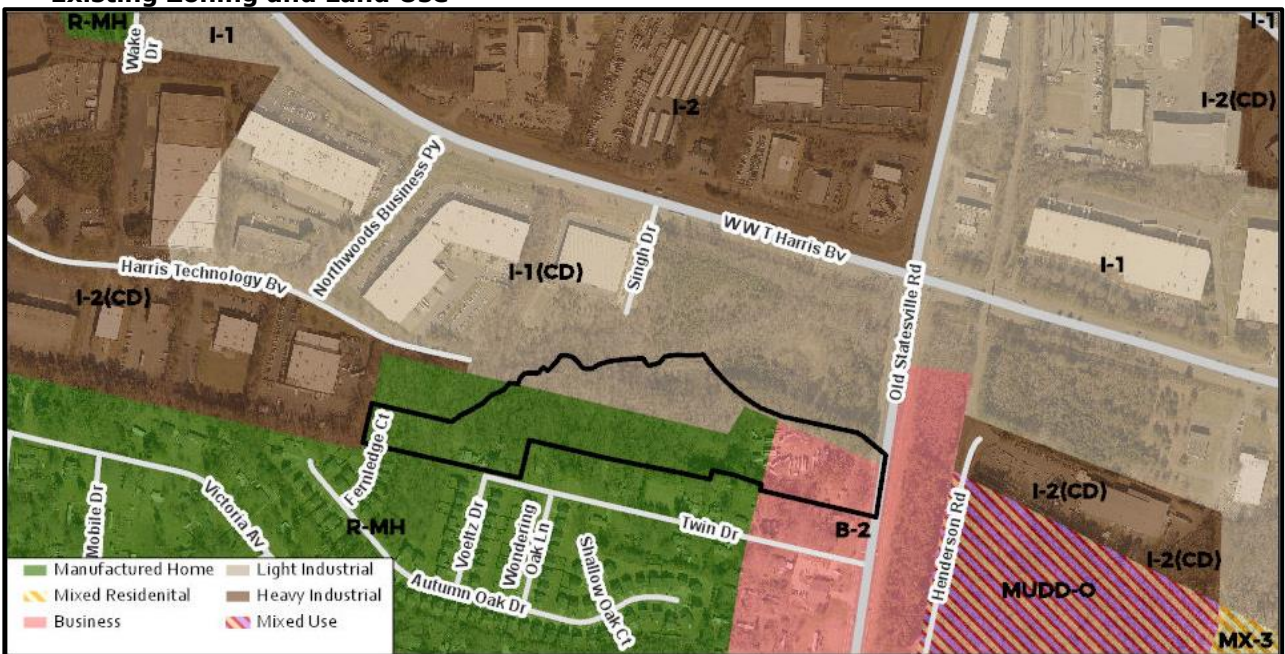 Existing Zoning and Land Use
R-MH
Wake
Dr
I-1
I-1
I-2
I-2(CD)
Northwoods Business Py
W W T Harris Bv
Singh Dr
Harris Technology Bv
I-1(CD)
I-1
I-2(CD)
Old Statesville Rd
Fernledge Ct
Mobile Dr
Victoria Av
R-MH
Voeltz Dr
Wondering
Oak Ln
Twin Dr
Shallow Oak Ct
Autumn Oak Dr
B-2
Henderson Rd
I-2(CD)
I-2(CD)
MUDD-O
MX-3
Manufactured Home
Light Industrial
Mixed Residenital
Heavy Industrial
Business
Mixed Use